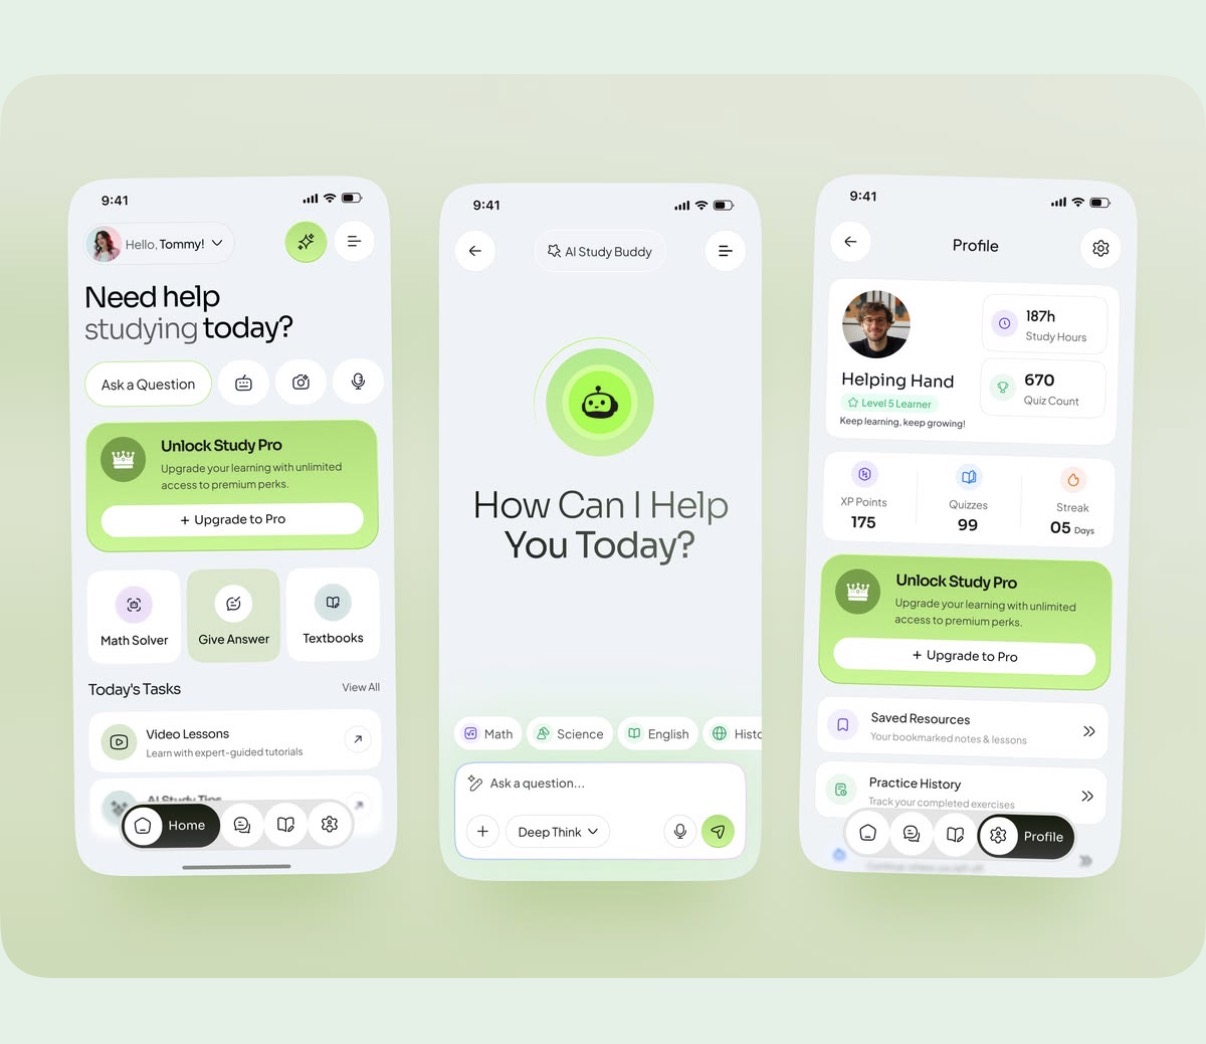 9:41
Hello, Tommy!
Need help
studying today?
Ask a Question
Unlock Study Pro
Upgrade your learning with unlimited
access to premium perks.
+ Upgrade to Pro
Math Solver
Give Answer
Textbooks
Today's Tasks
View All
Video Lessons
Learn with expert-guided tutorials
AI Study Tips
Home
9:41
AI Study Buddy
How Can I Help
You Today?
Math
Science
English
Histo
Ask a question...
Deep Think
9:41
Profile
Helping Hand
Level 5 Learner
Keep learning, keep growing!
187h
Study Hours
670
Quiz Count
XP Points
175
Quizzes
99
Streak
05 Days
Unlock Study Pro
Upgrade your learning with unlimited
access to premium perks.
+ Upgrade to Pro
Saved Resources
Your bookmarked notes & lessons
Practice History
Track your completed exercises
Profile